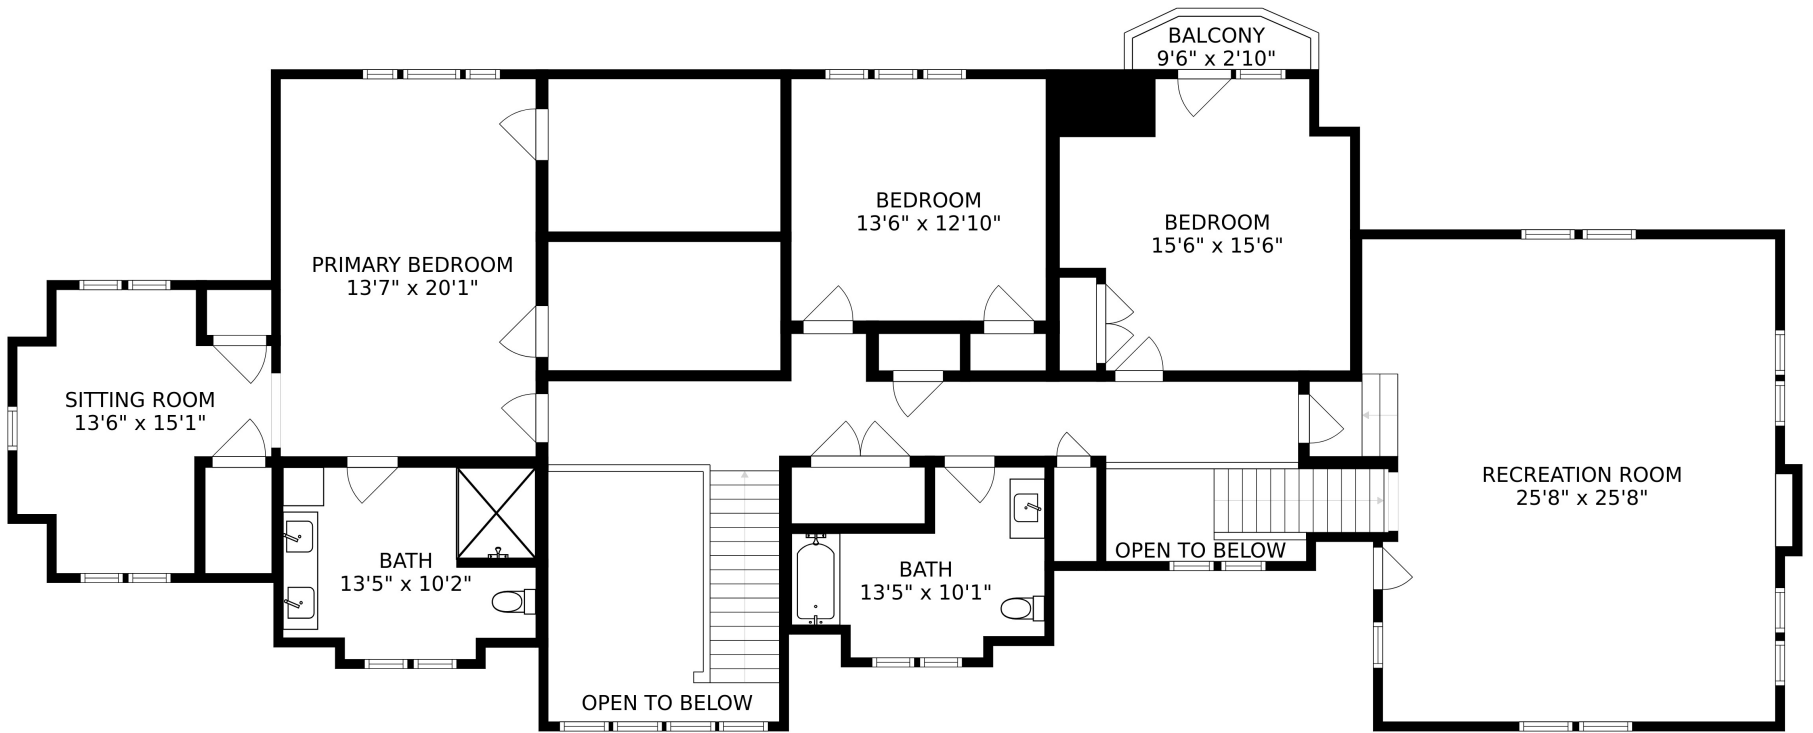 BALCONY
9'6" x 2'10"
BEDROOM
13'6" x 12'10"
BEDROOM
15'6" x 15'6"
PRIMARY BEDROOM
13'7" x 20'1"
SITTING ROOM
13'6" x 15'1"
RECREATION ROOM
25'8" x 25'8"
BATH
13'5" x 10'2"
BATH
13'5" x 10'1"
OPEN TO BELOW
OPEN TO BELOW